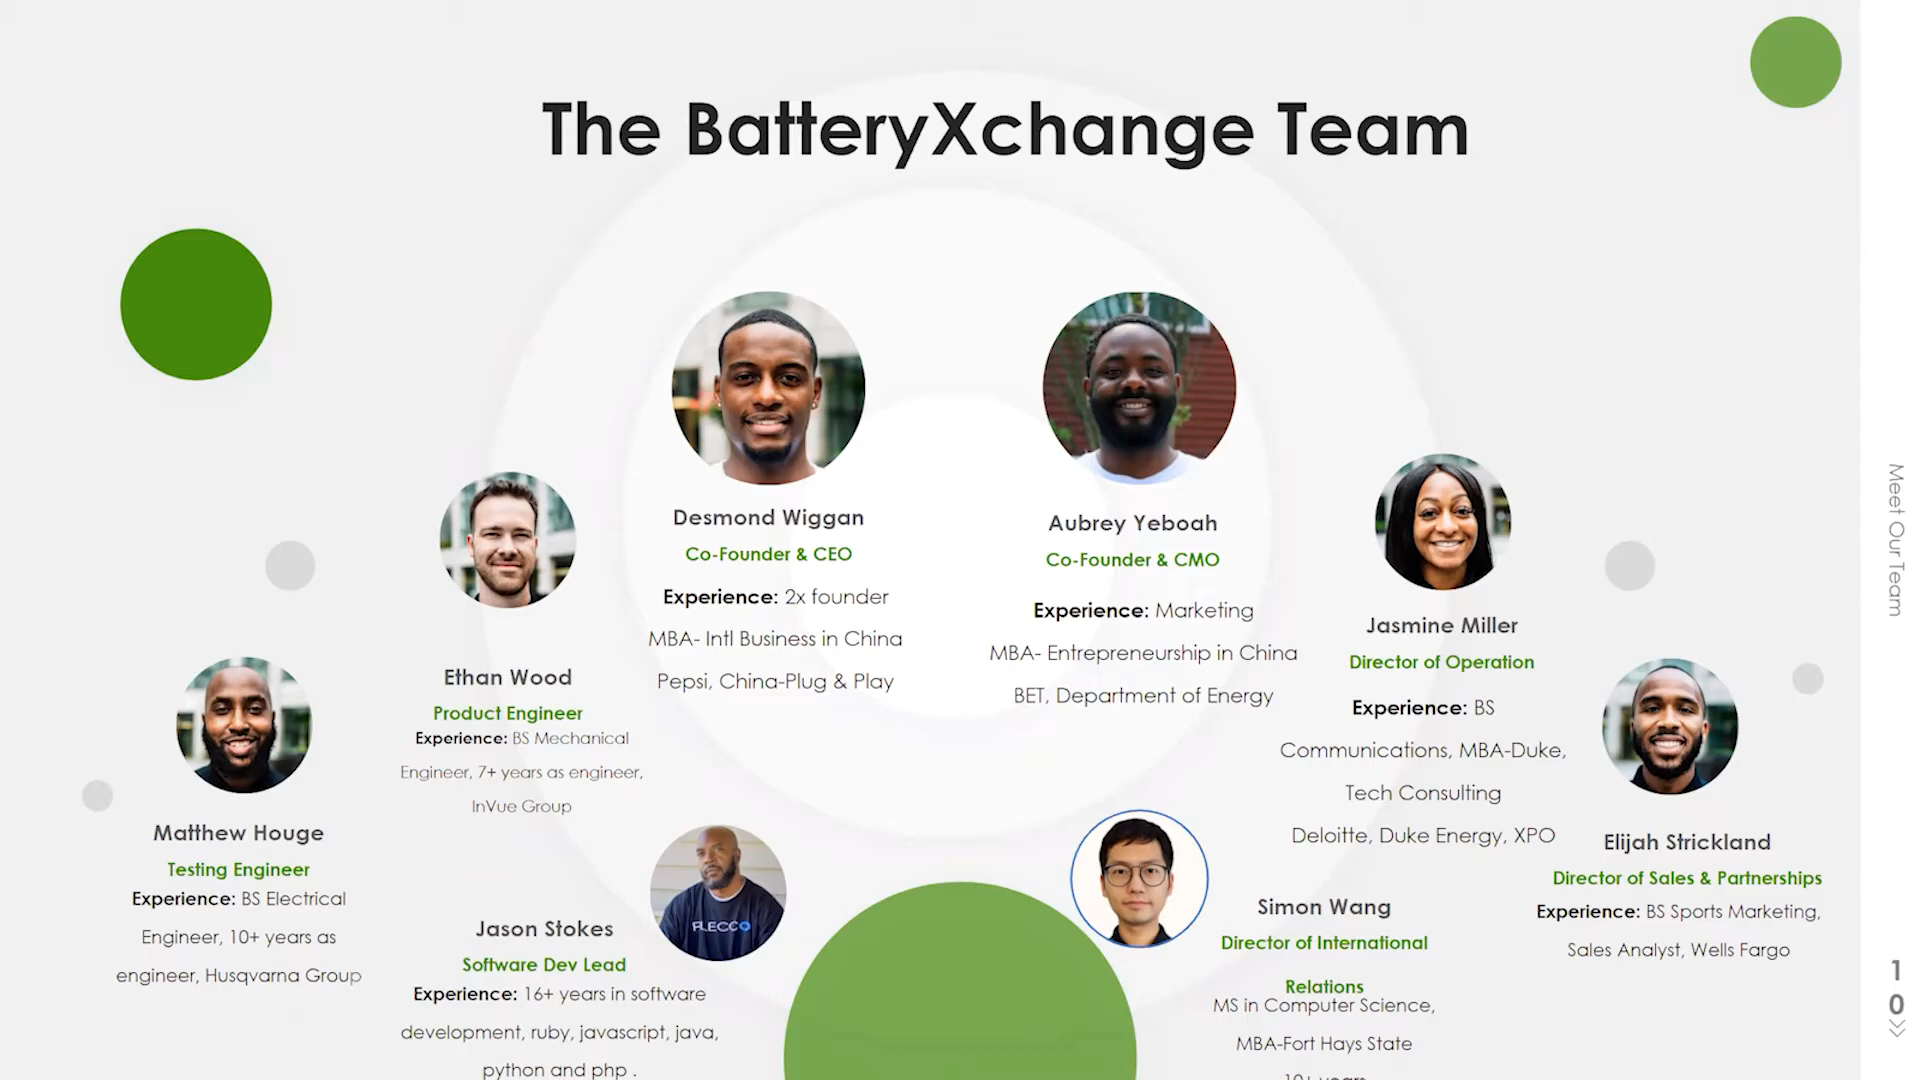 The BatteryXchange Team
Desmond Wiggan
Co-Founder & CEO
Experience: 2x founder
MBA- Intl Business in China
Pepsi, China-Plug & Play
Aubrey Yeboah
Co-Founder & CMO
Experience: Marketing
MBA- Entrepreneurship in China
BET, Department of Energy
Ethan Wood
Product Engineer
Experience: BS Mechanical
Engineer, 7+ years as engineer,
InVue Group
Jasmine Miller
Director of Operation
Experience: BS
Communications, MBA-Duke,
Tech Consulting
Deloitte, Duke Energy, XPO
Matthew Houge
Testing Engineer
Experience: BS Electrical
Engineer, 10+ years as
engineer, Husqvarna Group
Elijah Strickland
Director of Sales & Partnerships
Experience: BS Sports Marketing,
Sales Analyst, Wells Fargo
Jason Stokes
Software Dev Lead
Experience: 16+ years in software
development, ruby, javascript, java,
python and php .
FLECCO
Simon Wang
Director of International
Relations
MS in Computer Science,
MBA-Fort Hays State
10+ years
Meet Our Team
1
0